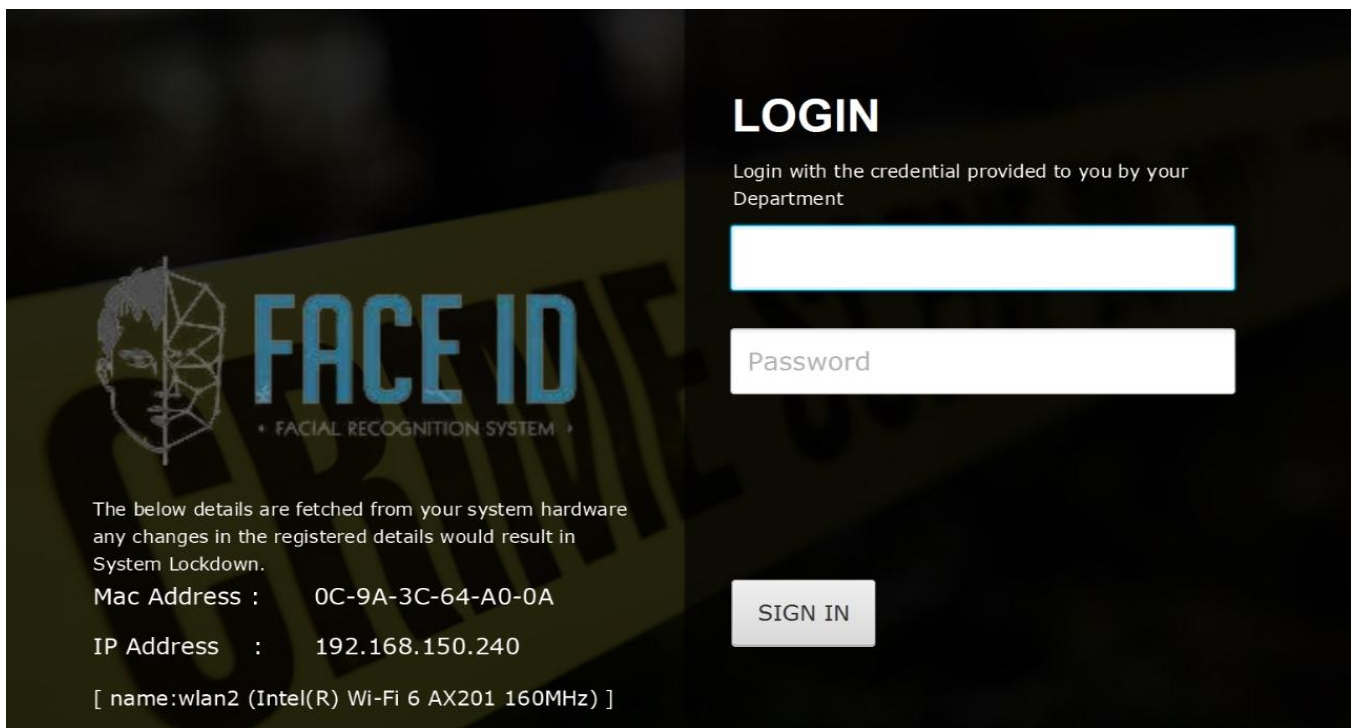 FACE ID
FACIAL RECOGNITION SYSTEM
The below details are fetched from your system hardware
any changes in the registered details would result in
System Lockdown.
Mac Address : 0C-9A-3C-64-A0-0A
IP Address : 192.168.150.240
[ name:wlan2 (Intel(R) Wi-Fi 6 AX201 160MHz) ]
LOGIN
Login with the credential provided to you by your
Department
Password
SIGN IN
CRIME SCENE